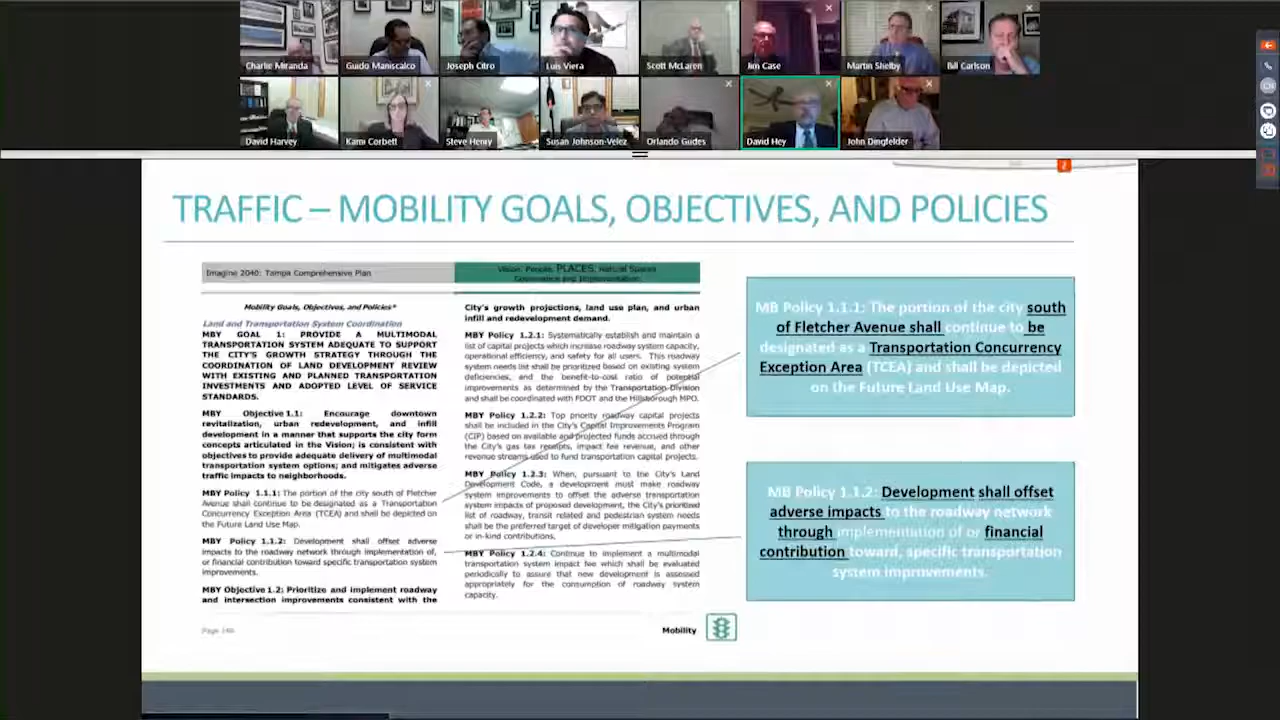 Charlie Miranda
Guido Maniscalco
Joseph Citro
Luis Viera
Scott McLaren
Jim Case
Martin Shelby
Bill Carlson
David Harvey
Kami Corbett
Steve Henry
Susan Johnson-Velez
Orlando Gudes
David Hey
John Dingfelder
TRAFFIC – MOBILITY GOALS, OBJECTIVES, AND POLICIES
Imagine 2040: Tampa Comprehensive Plan
Vision. People. PLACES. Natural Spaces
Governance and Implementation
Mobility Goals, Objectives, and Policies*
Land and Transportation System Coordination
MBY GOAL 1: PROVIDE A MULTIMODAL
TRANSPORTATION SYSTEM ADEQUATE TO SUPPORT
THE CITY'S GROWTH STRATEGY THROUGH THE
COORDINATION OF LAND DEVELOPMENT REVIEW
WITH EXISTING AND PLANNED TRANSPORTATION
INVESTMENTS AND ADOPTED LEVEL OF SERVICE
STANDARDS.
MBY Objective 1.1: Encourage downtown
revitalization, urban redevelopment, and infill
development in a manner that supports the city form
concepts articulated in the Vision; is consistent with
objectives to provide adequate delivery of multimodal
transportation system options; and mitigates adverse
traffic impacts to neighborhoods.
MBY Policy 1.1.1: The portion of the city south of Fletcher
Avenue shall continue to be designated as a Transportation
Concurrency Exception Area (TCEA) and shall be depicted on
the Future Land Use Map.
MBY Policy 1.1.2: Development shall offset adverse
impacts to the roadway network through implementation of,
or financial contribution toward specific transportation system
improvements.
MBY Objective 1.2: Prioritize and implement roadway
and intersection improvements consistent with the
City's growth projections, land use plan, and urban
infill and redevelopment demand.
MBY Policy 1.2.1: Systematically establish and maintain a
list of capital projects which increase roadway system capacity,
operational efficiency, and safety for all users. This roadway
system needs list shall be prioritized based on existing system
deficiencies, and the benefit-to-cost ratio of potential
improvements as determined by the Transportation Division
and shall be coordinated with FDOT and the Hillsborough MPO.
MBY Policy 1.2.2: Top priority roadway capital projects
shall be included in the City's Capital Improvements Program
(CIP) based on available and projected funds accrued through
the City's gas tax receipts, impact fee revenue, and other
revenue streams used to fund transportation capital projects.
MBY Policy 1.2.3: When, pursuant to the City's Land
Development Code, a development must make roadway
system improvements to offset the adverse transportation
system impacts of proposed development, the City's prioritized
list of roadway, transit related and pedestrian system needs
shall be the preferred target of developer mitigation payments
or in-kind contributions.
MBY Policy 1.2.4: Continue to implement a multimodal
transportation system impact fee which shall be evaluated
periodically to assure that new development is assessed
appropriately for the consumption of roadway system
capacity.
Mobility
MB Policy 1.1.1: The portion of the city south
of Fletcher Avenue shall continue to be
designated as a Transportation Concurrency
Exception Area (TCEA) and shall be depicted
on the Future Land Use Map.
MB Policy 1.1.2: Development shall offset
adverse impacts to the roadway network
through implementation of or financial
contribution toward, specific transportation
system improvements.